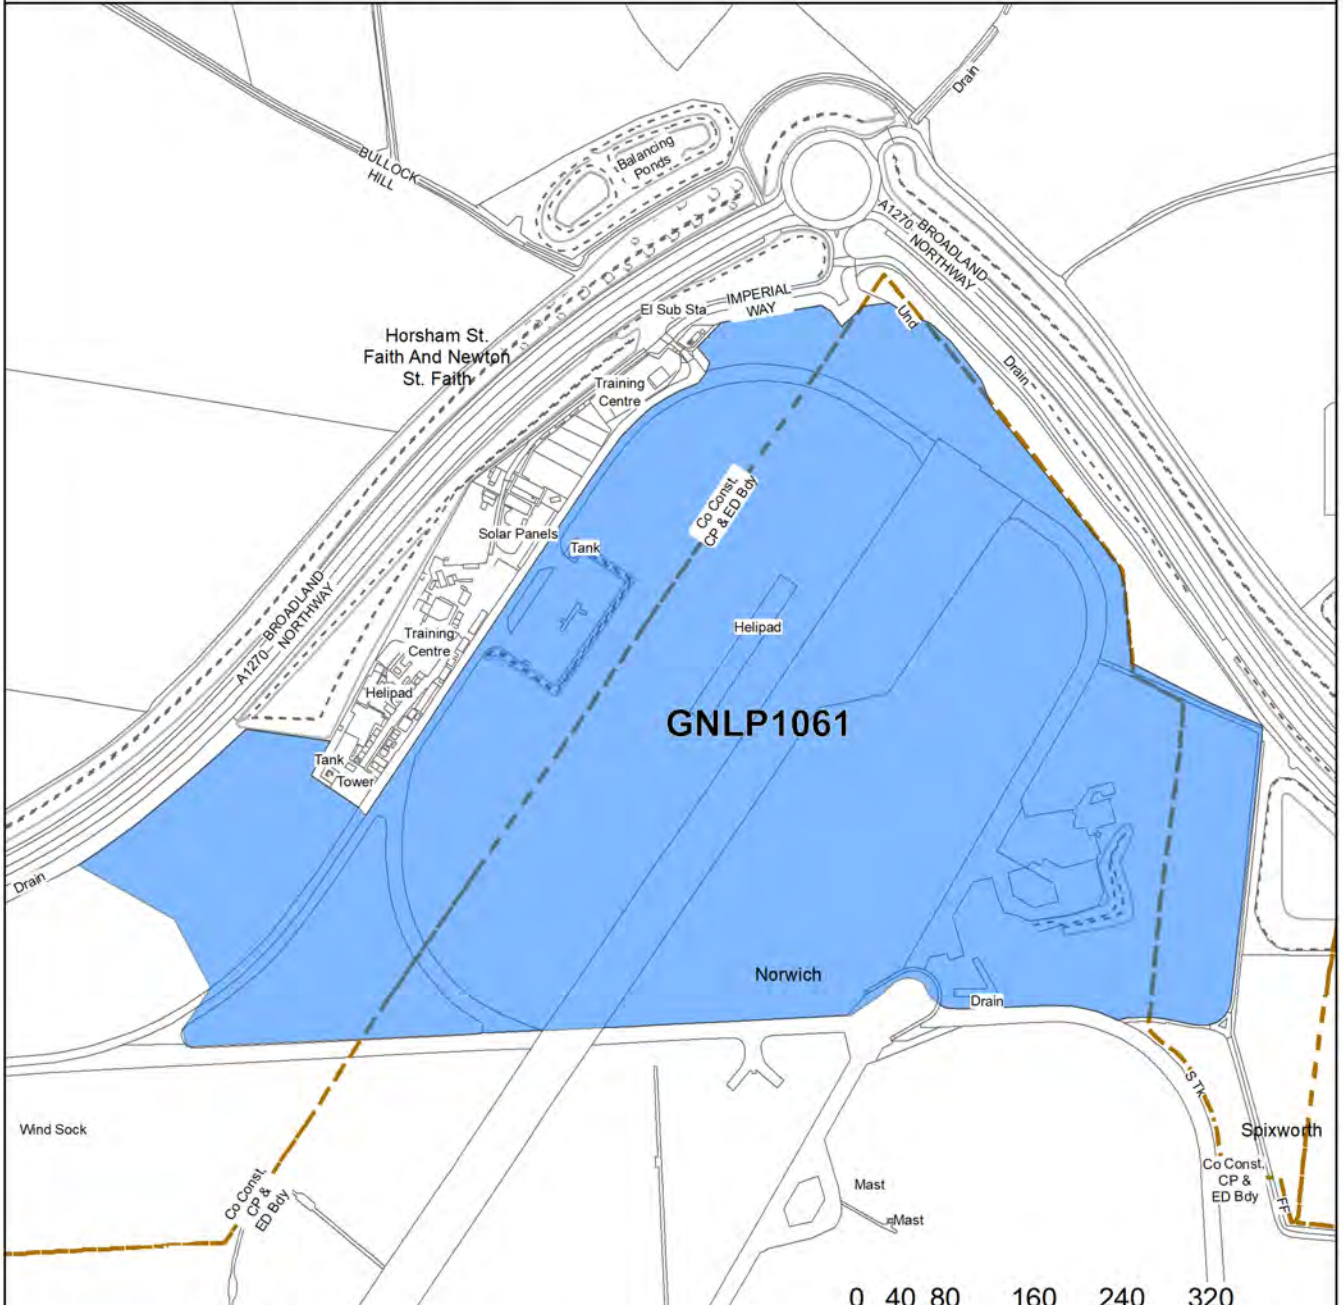 Drain
BULLOCK
HILL
Balancing
Ponds
A1270
BROADLAND
NORTHWAY
IMPERIAL
WAY
El Sub Sta
Und
Horsham St.
Faith And Newton
St. Faith
Drain
Training
Centre
Co Const,
CP & ED Bdy
Solar Panels
Tank
A1270
BROADLAND
NORTHWAY
Training
Centre
Helipad
Helipad
GNLP1061
Tank
Tower
Drain
Norwich
Drain
S Tk
Wind Sock
Spixworth
Co Const,
CP &
ED Bdy
Co Const,
CP &
ED Bdy
FF
Mast
Mast
0 40 80 160 240 320